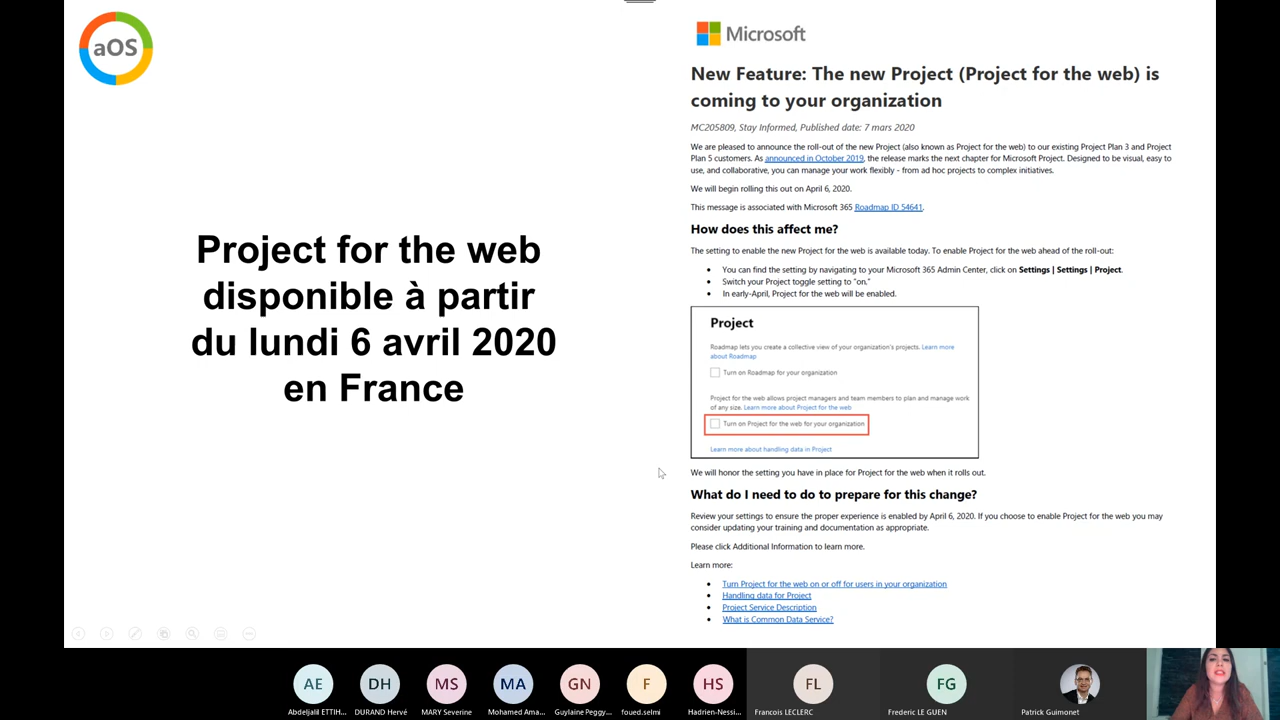 aOS
Project for the web
disponible à partir
du lundi 6 avril 2020
en France
Microsoft
New Feature: The new Project (Project for the web) is
coming to your organization
MC205809, Stay Informed, Published date: 7 mars 2020
We are pleased to announce the roll-out of the new Project (also known as Project for the web) to our existing Project Plan 3 and Project
Plan 5 customers. As announced in October 2019, the release marks the next chapter for Microsoft Project. Designed to be visual, easy to
use, and collaborative, you can manage your work flexibly - from ad hoc projects to complex initiatives.
We will begin rolling this out on April 6, 2020.
This message is associated with Microsoft 365 Roadmap ID 54641.
How does this affect me?
The setting to enable the new Project for the web is available today. To enable Project for the web ahead of the roll-out:
• You can find the setting by navigating to your Microsoft 365 Admin Center, click on Settings | Settings | Project.
• Switch your Project toggle setting to "on."
• In early-April, Project for the web will be enabled.
Project
Roadmap lets you create a collective view of your organization's projects. Learn more
about Roadmap
Turn on Roadmap for your organization
Project for the web allows project managers and team members to plan and manage work
of any size. Learn more about Project for the web
Turn on Project for the web for your organization
Learn more about handling data in Project
We will honor the setting you have in place for Project for the web when it rolls out.
What do I need to do to prepare for this change?
Review your settings to ensure the proper experience is enabled by April 6, 2020. If you choose to enable Project for the web you may
consider updating your training and documentation as appropriate.
Please click Additional Information to learn more.
Learn more:
• Turn Project for the web on or off for users in your organization
• Handling data for Project
• Project Service Description
• What is Common Data Service?
AE DH MS MA GN F HS FL FG
Abdeljalil ETTIH... DURAND Hervé MARY Severine Mohamed Ama... Guylaine Peggy... foued.selmi Hadrien-Nessi... Francois LECLERC Frederic LE GUEN Patrick Guimonet